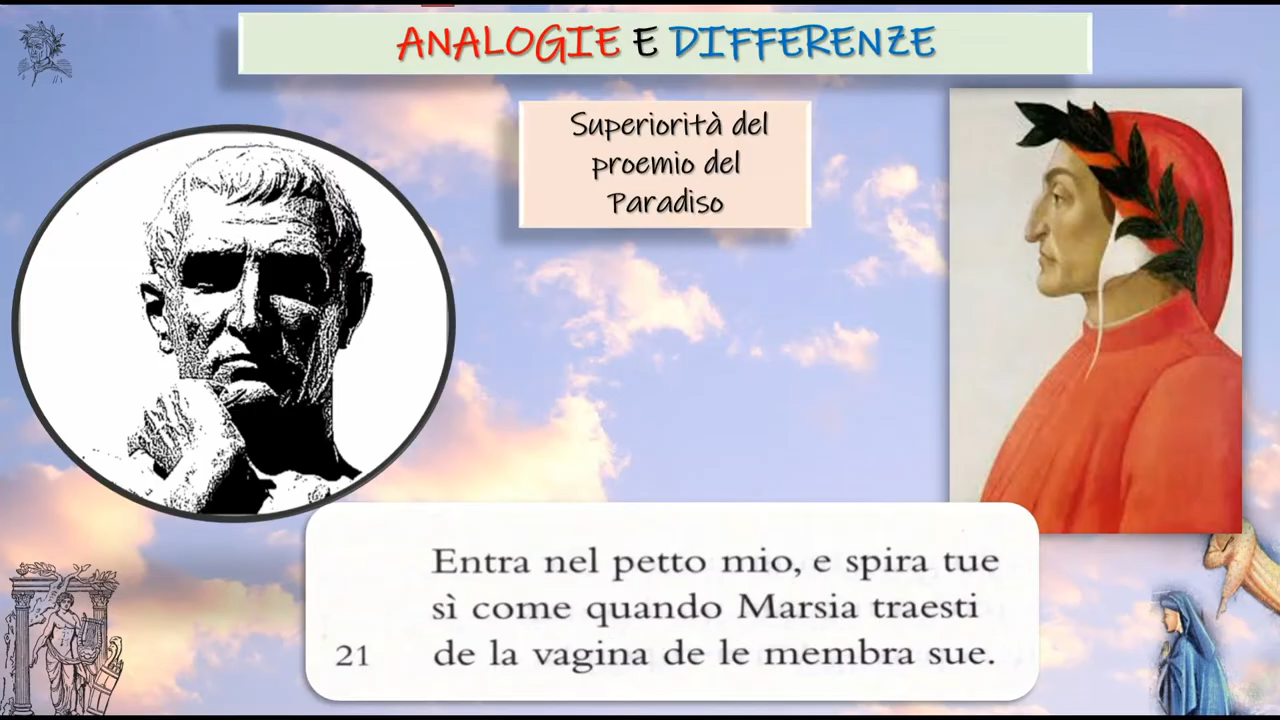 ANALOGIE E DIFFERENZE
Superiorità del
proemio del
Paradiso
Entra nel petto mio, e spira tue
sì come quando Marsia traesti
21 de la vagina de le membra sue.